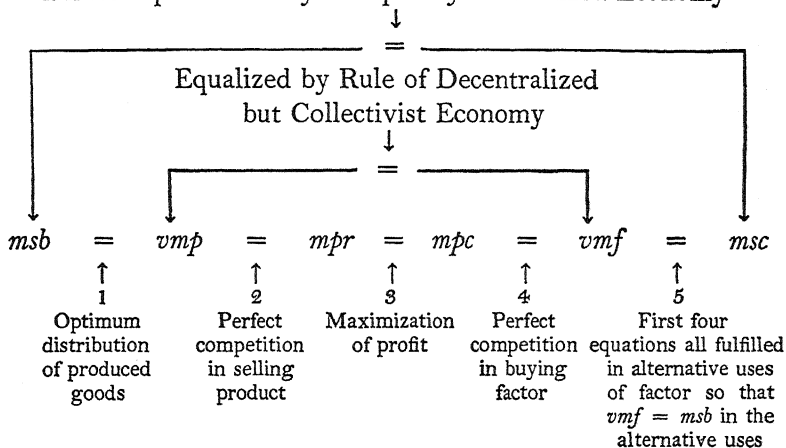 Economy
↓
=
Equalized by Rule of Decentralized
but Collectivist Economy
↓
=
msb = vmp = mpr = mpc = vmf = msc
↑ ↑ ↑ ↑ ↑
1 2 3 4 5
Optimum Perfect Maximization Perfect First four
distribution competition of profit competition equations all fulfilled
of produced in selling in buying in alternative uses
goods product factor of factor so that
vmf = msb in the
alternative uses